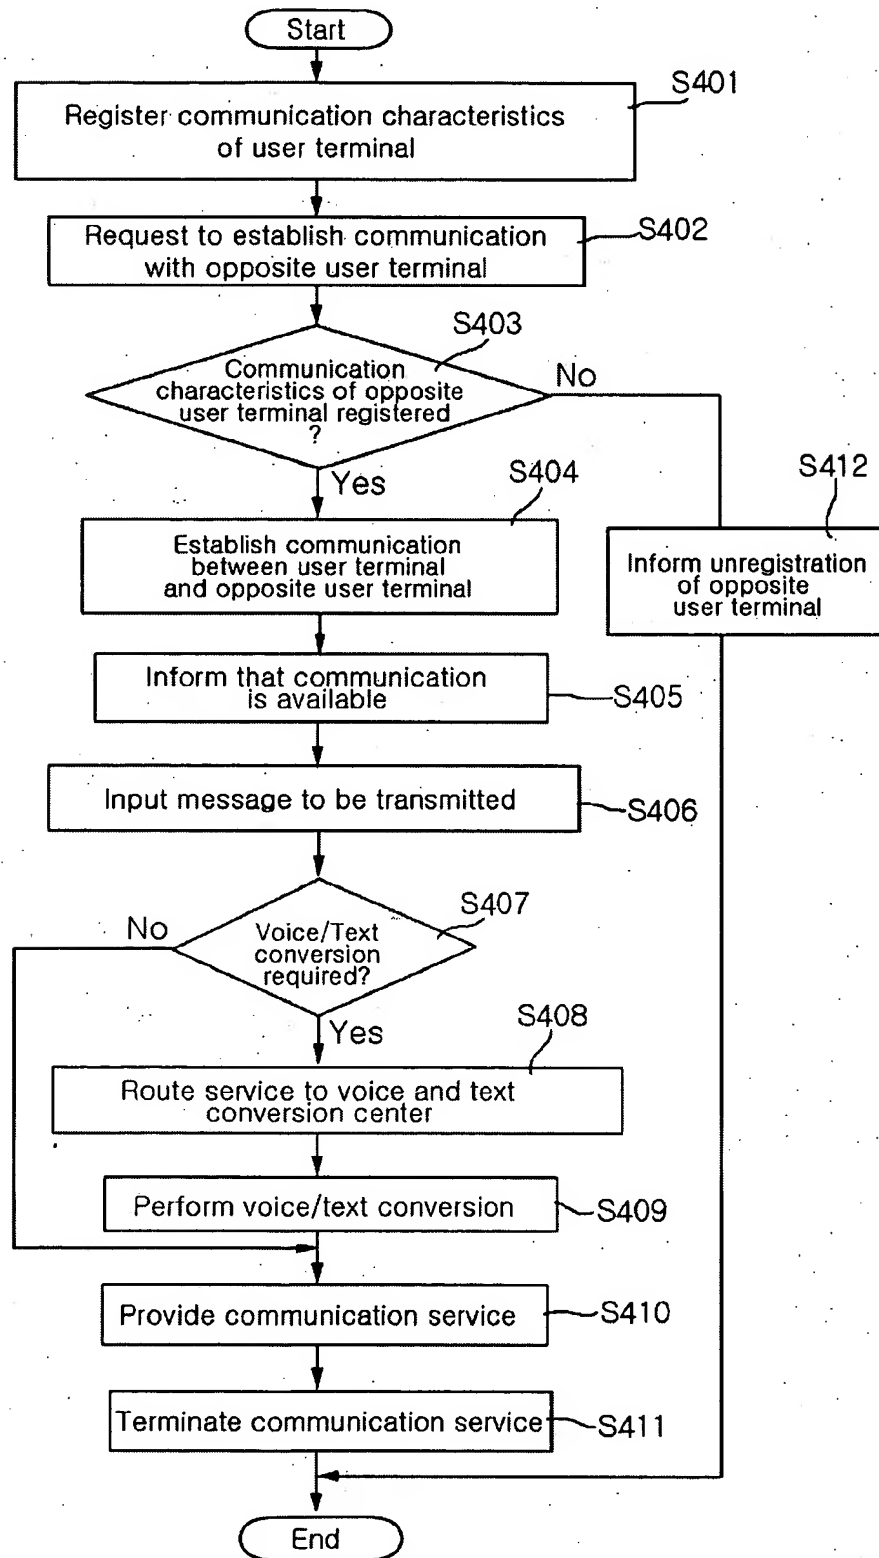 Start
S401
Register communication characteristics
of user terminal
Request to establish communication
with opposite user terminal
S402
S403
Communication
characteristics of opposite
user terminal registered
?
No
Yes
S404
S412
Establish communication
between user terminal
and opposite user terminal
Inform unregistration
of opposite
user terminal
Inform that communication
is available
S405
Input message to be transmitted
S406
S407
No
Voice/Text
conversion
required?
Yes
S408
Route service to voice and text
conversion center
Perform voice/text conversion
S409
Provide communication service
S410
Terminate communication service
S411
End